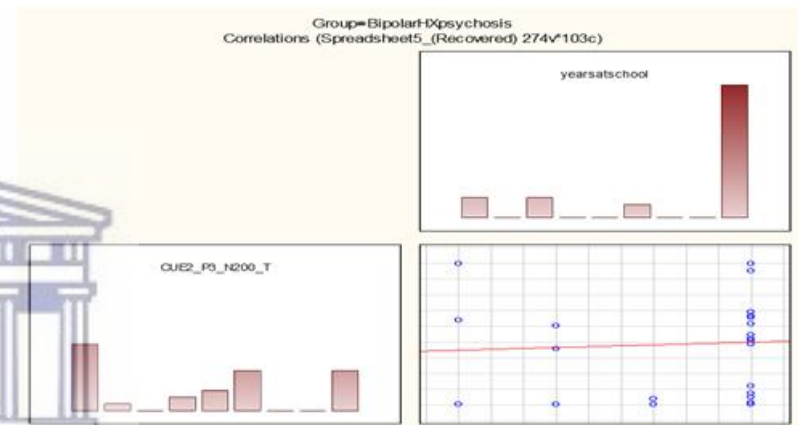 Group=BipolarHXpsychosis
Correlations (Spreadsheet5_(Recovered) 274v*103c)
yearsatschool
CUE2_P3_N200_T